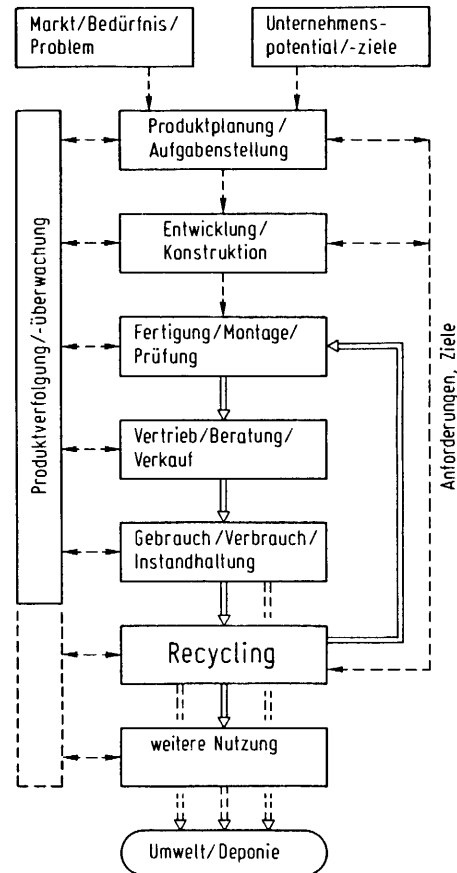 Markt/Bedürfnis/
Problem
Unternehmens-
potential/-ziele
Produktplanung/
Aufgabenstellung
Entwicklung/
Konstruktion
Fertigung/Montage/
Prüfung
Vertrieb/Beratung/
Verkauf
Gebrauch/Verbrauch/
Instandhaltung
Recycling
weitere Nutzung
Umwelt/Deponie
Produktverfolgung/-überwachung
Anforderungen, Ziele